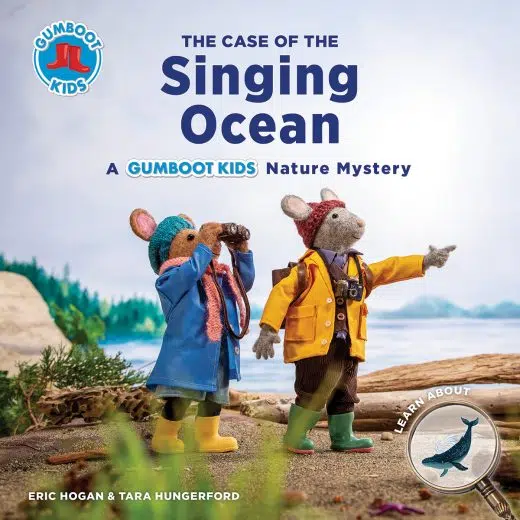 GUMBOOT
KIDS
THE CASE OF THE
Singing
Ocean
A GUMBOOT KIDS Nature Mystery
LEARN ABOUT
ERIC HOGAN & TARA HUNGERFORD